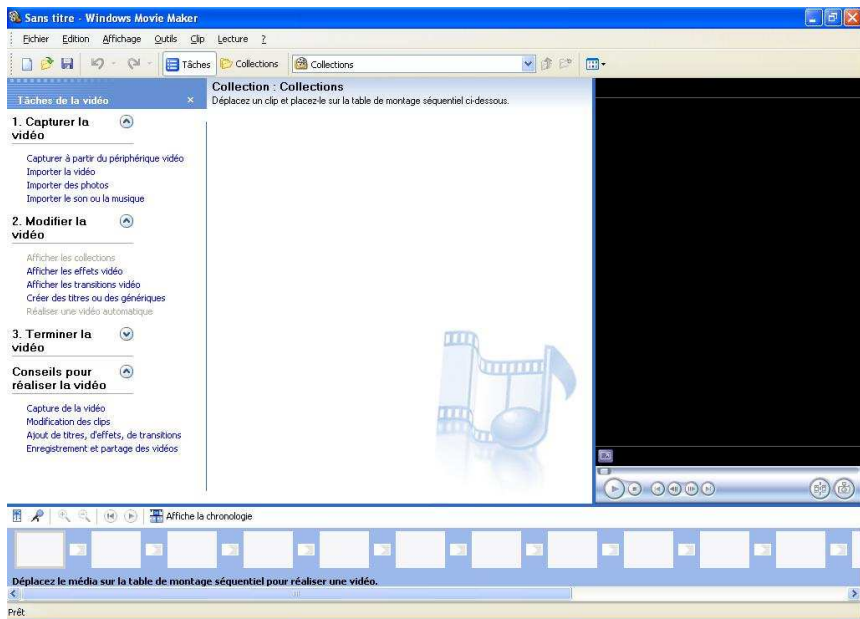 Sans titre - Windows Movie Maker
Fichier Edition Affichage Outils Clip Lecture ?
Tâches Collections Collections
Tâches de la vidéo
Collection : Collections
Déplacez un clip et placez-le sur la table de montage séquentiel ci-dessous.
1. Capturer la
vidéo
Capturer à partir du périphérique vidéo
Importer la vidéo
Importer des photos
Importer le son ou la musique
2. Modifier la
vidéo
Afficher les collections
Afficher les effets vidéo
Afficher les transitions vidéo
Créer des titres ou des génériques
Réaliser une vidéo automatique
3. Terminer la
vidéo
Conseils pour
réaliser la vidéo
Capture de la vidéo
Modification des clips
Ajout de titres, d'effets, de transitions
Enregistrement et partage des vidéos
Affiche la chronologie
Déplacez le média sur la table de montage séquentiel pour réaliser une vidéo.
Prêt